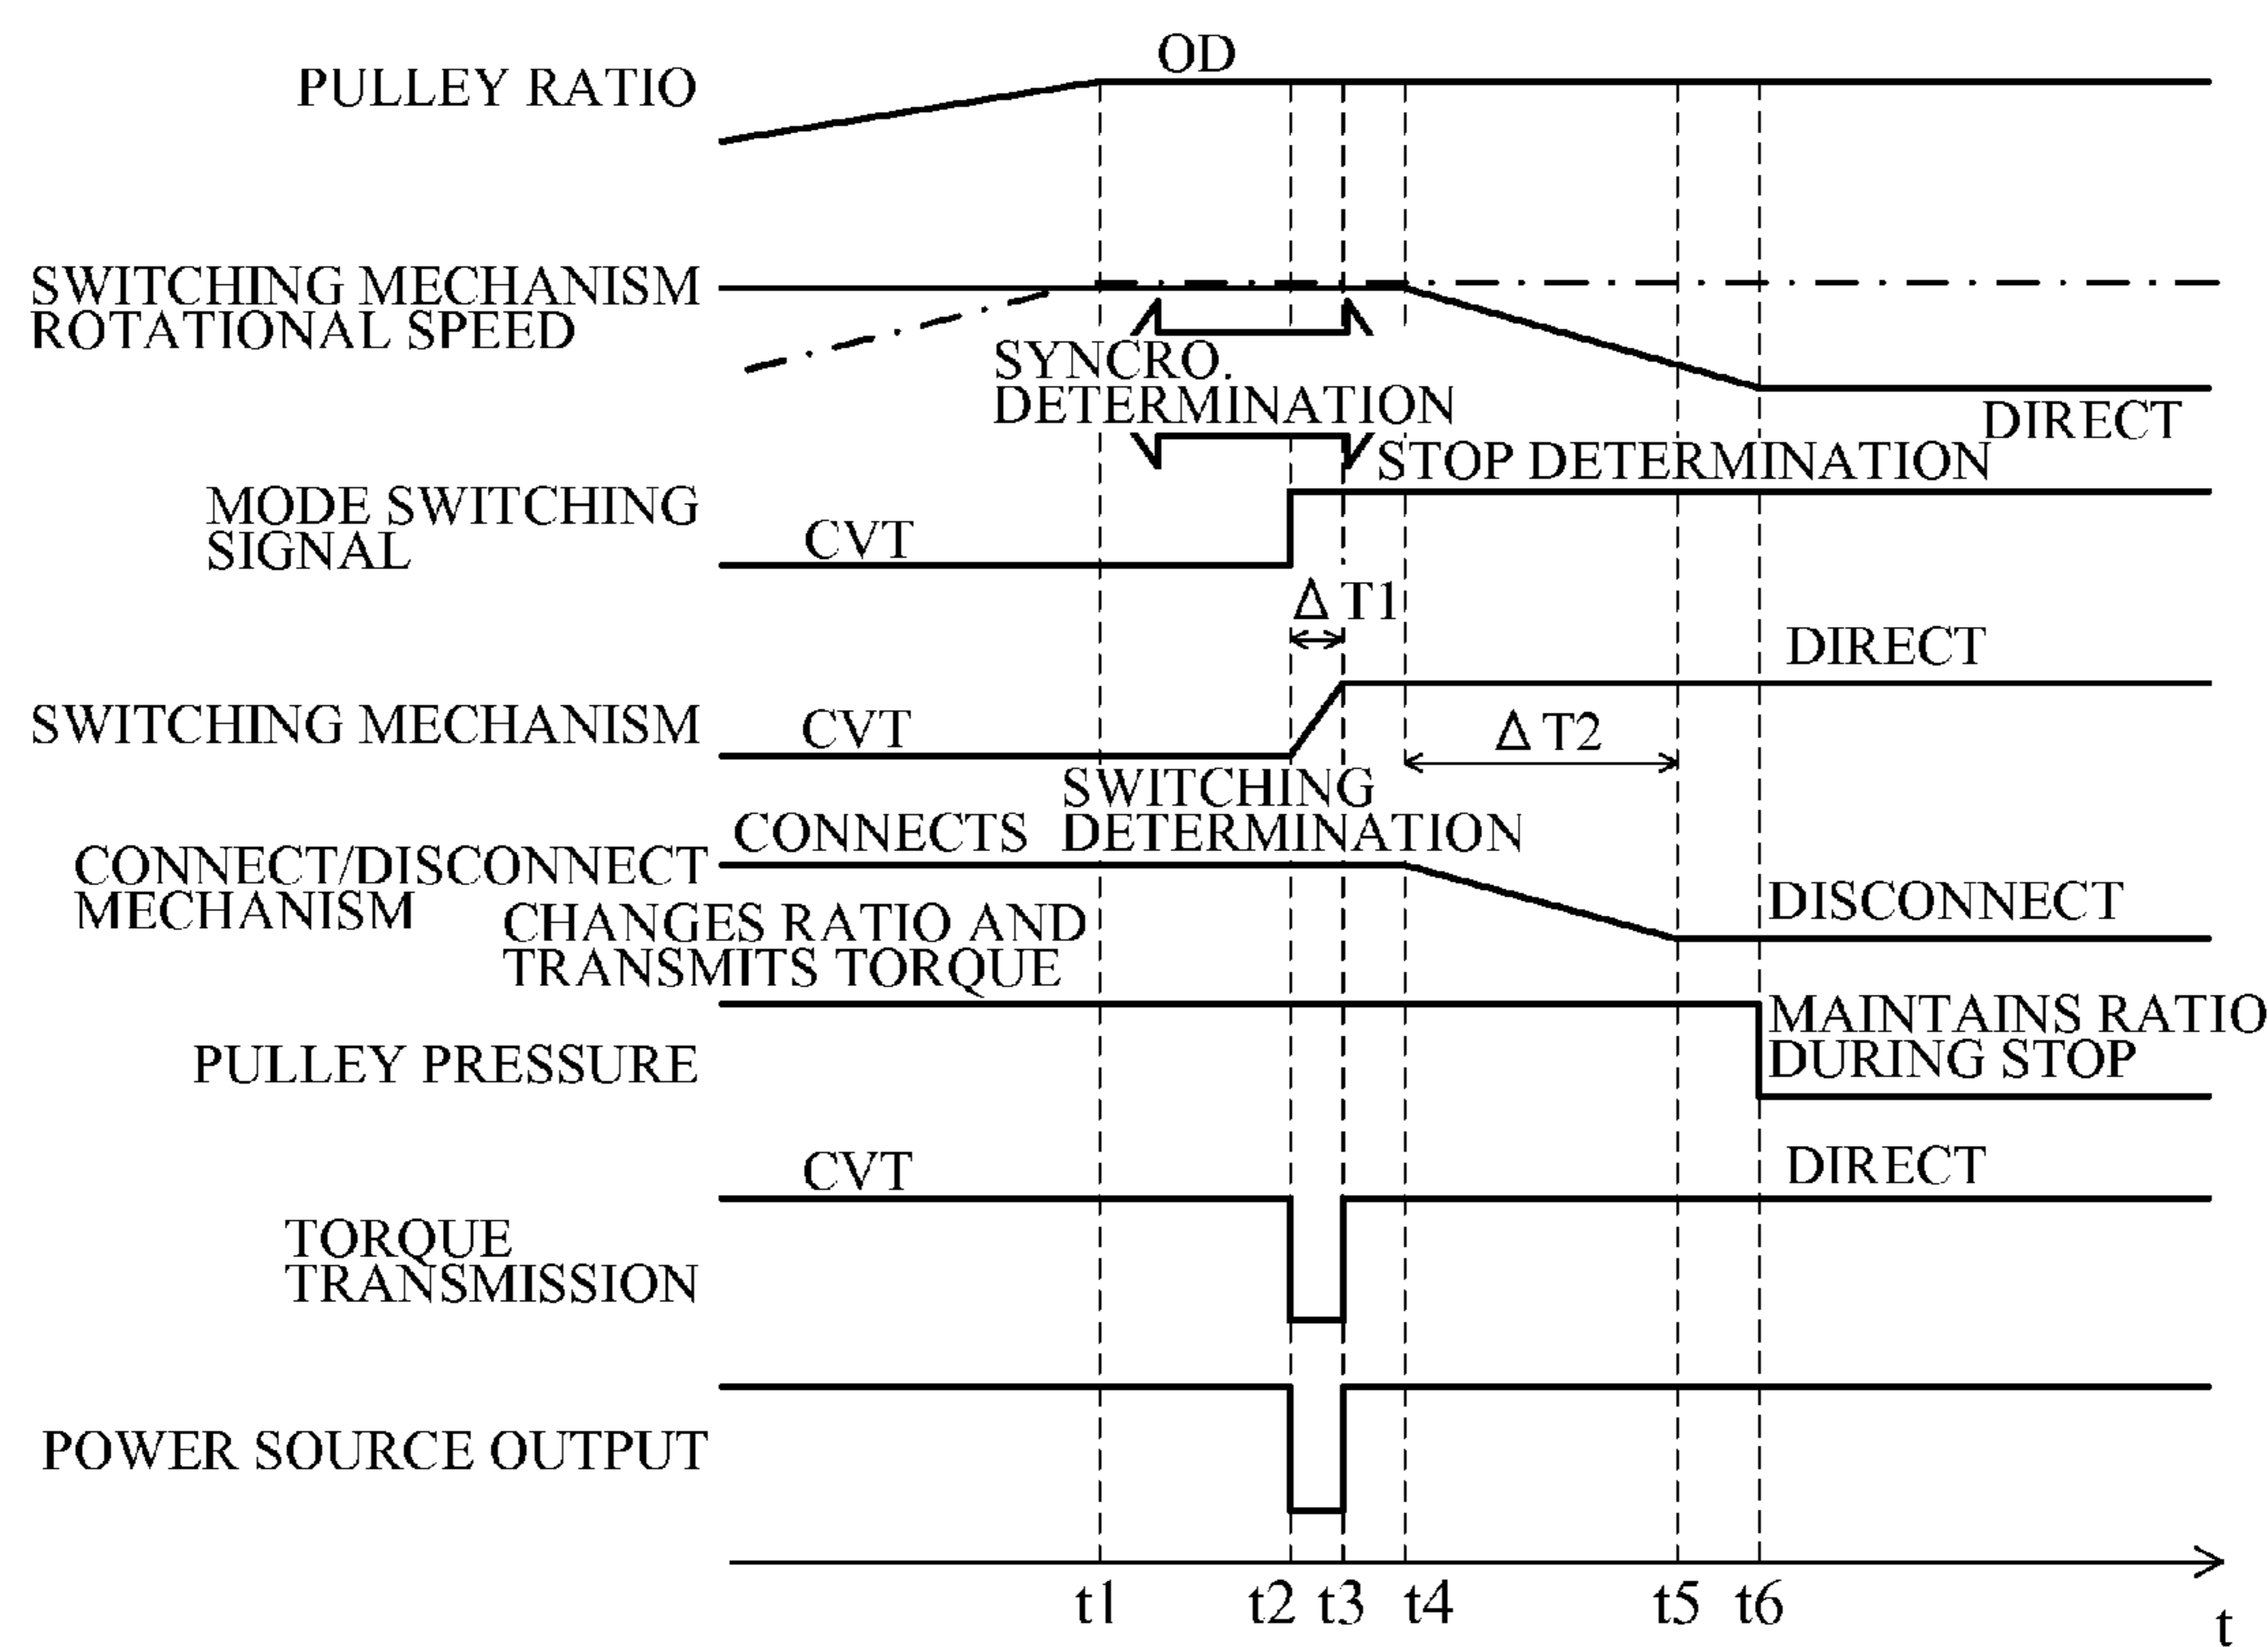 OD
PULLEY RATIO
SWITCHING MECHANISM
ROTATIONAL SPEED
SYNCRO.
DETERMINATION
DIRECT
STOP DETERMINATION
MODE SWITCHING
SIGNAL
CVT
Δ T1
DIRECT
SWITCHING MECHANISM
CVT
Δ T2
SWITCHING
DETERMINATION
CONNECTS
CONNECT/DISCONNECT
MECHANISM
DISCONNECT
CHANGES RATIO AND
TRANSMITS TORQUE
MAINTAINS RATIO
DURING STOP
PULLEY PRESSURE
CVT
DIRECT
TORQUE
TRANSMISSION
POWER SOURCE OUTPUT
t1 t2 t3 t4 t5 t6
t